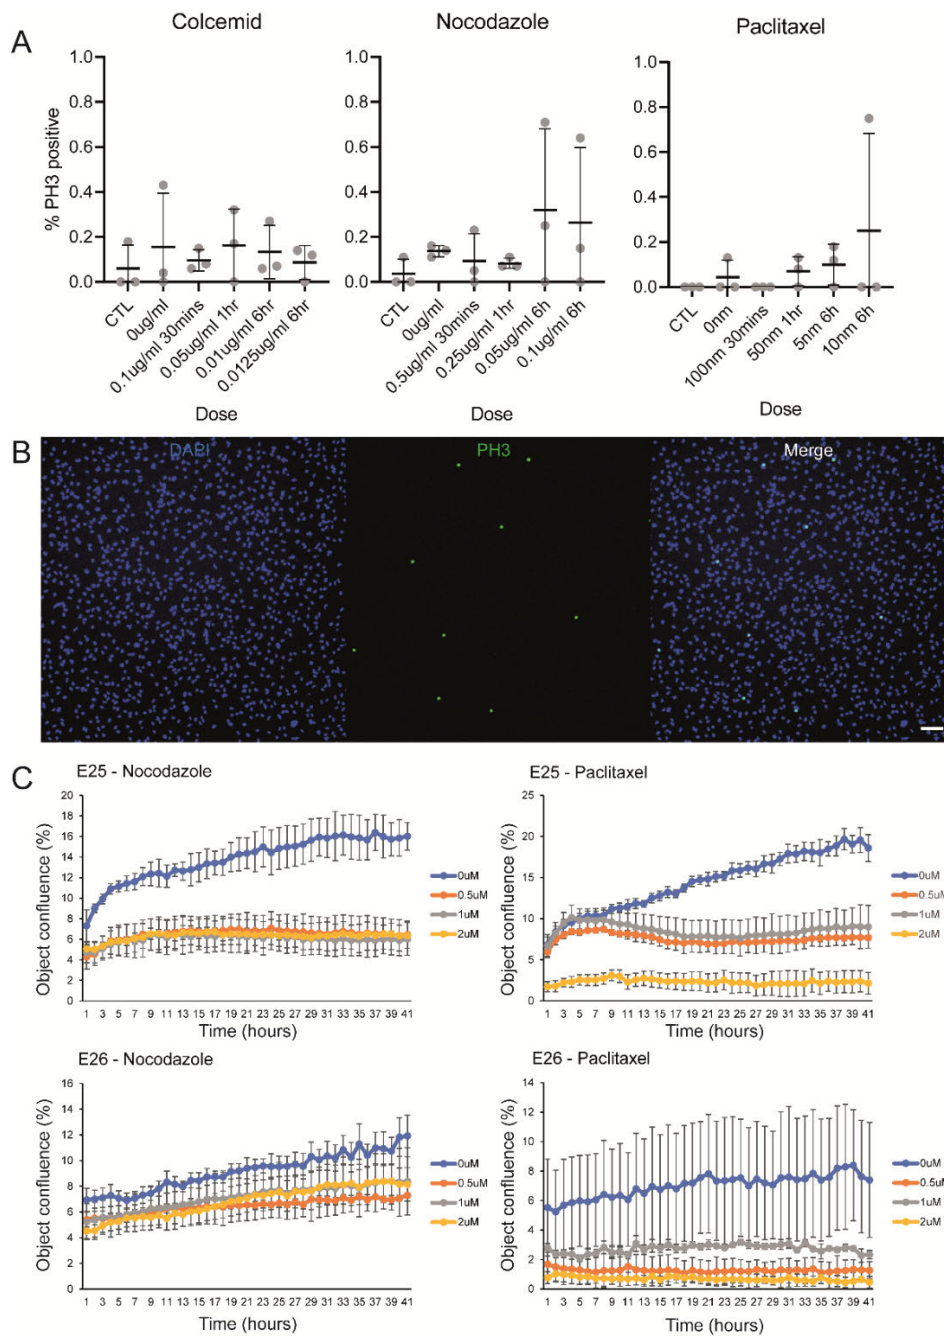 A
Colcemid
Nocodazole
Paclitaxel
% PH3 positive
1.0
0.8
0.6
0.4
0.2
0.0
CTL
0ug/ml
0.1ug/ml 30mins
0.05ug/ml 1hr
0.01ug/ml 6hr
0.0125ug/ml 6hr
Dose
1.0
0.8
0.6
0.4
0.2
0.0
CTL
0ug/ml
0.5ug/ml 30mins
0.25ug/ml 1hr
0.05ug/ml 6h
0.1ug/ml 6h
Dose
1.0
0.8
0.6
0.4
0.2
0.0
CTL
0nm
100nm 30mins
50nm 1hr
5nm 6h
10nm 6h
Dose
B
DAPI
PH3
Merge
C
E25 - Nocodazole
Object confluence (%)
20
18
16
14
12
10
8
6
4
2
0
1 3 5 7 9 11 13 15 17 19 21 23 25 27 29 31 33 35 37 39 41
Time (hours)
0uM
0.5uM
1uM
2uM
E25 - Paclitaxel
Object confluence (%)
25
20
15
10
5
0
1 3 5 7 9 11 13 15 17 19 21 23 25 27 29 31 33 35 37 39 41
Time (hours)
0uM
0.5uM
1uM
2uM
E26 - Nocodazole
Object confluence (%)
16
14
12
10
8
6
4
2
0
1 3 5 7 9 11 13 15 17 19 21 23 25 27 29 31 33 35 37 39 41
Time (hours)
0uM
0.5uM
1uM
2uM
E26 - Paclitaxel
Object confluence (%)
14
12
10
8
6
4
2
0
1 3 5 7 9 11 13 15 17 19 21 23 25 27 29 31 33 35 37 39 41
Time (hours)
0uM
0.5uM
1uM
2uM